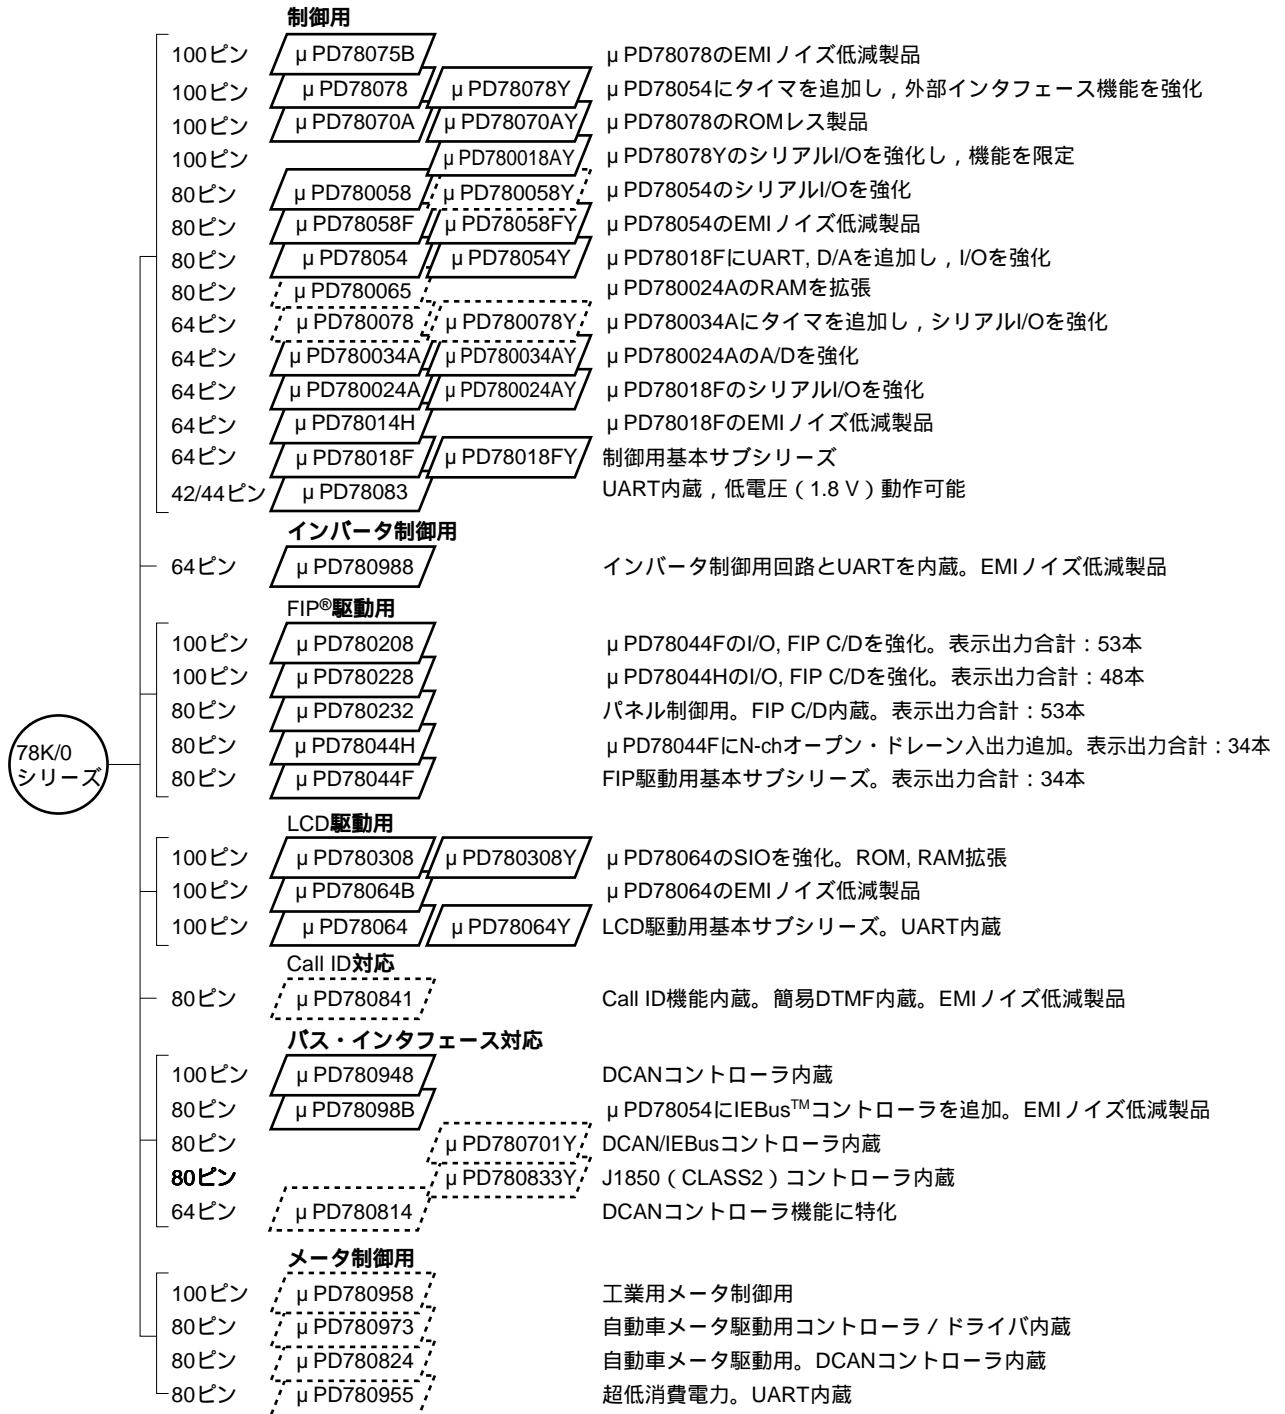 制御用
100ピン μPD78075B μPD78078のEMIノイズ低減製品
100ピン μPD78078 μPD78078Y μPD78054にタイマを追加し，外部インタフェース機能を強化
100ピン μPD78070A μPD78070AY μPD78078のROMレス製品
100ピン μPD780018AY μPD78078YのシリアルI/Oを強化し，機能を限定
80ピン μPD780058 μPD780058Y μPD78054のシリアルI/Oを強化
80ピン μPD78058F μPD78058FY μPD78054のEMIノイズ低減製品
80ピン μPD78054 μPD78054Y μPD78018FにUART, D/Aを追加し，I/Oを強化
80ピン μPD780065 μPD780024AのRAMを拡張
64ピン μPD780078 μPD780078Y μPD780034Aにタイマを追加し，シリアルI/Oを強化
64ピン μPD780034A μPD780034AY μPD780024AのA/Dを強化
64ピン μPD780024A μPD780024AY μPD78018FのシリアルI/Oを強化
64ピン μPD78014H μPD78018FのEMIノイズ低減製品
64ピン μPD78018F μPD78018FY 制御用基本サブシリーズ
42/44ピン μPD78083 UART内蔵，低電圧（1.8 V）動作可能
インバータ制御用
64ピン μPD780988 インバータ制御用回路とUARTを内蔵。EMIノイズ低減製品
FIP®駆動用
100ピン μPD780208 μPD78044FのI/O, FIP C/Dを強化。表示出力合計：53本
100ピン μPD780228 μPD78044HのI/O, FIP C/Dを強化。表示出力合計：48本
80ピン μPD780232 パネル制御用。FIP C/D内蔵。表示出力合計：53本
80ピン μPD78044H μPD78044FにN-chオープン・ドレーン入出力追加。表示出力合計：34本
80ピン μPD78044F FIP駆動用基本サブシリーズ。表示出力合計：34本
78K/0
シリーズ
LCD駆動用
100ピン μPD780308 μPD780308Y μPD78064のSIOを強化。ROM, RAM拡張
100ピン μPD78064B μPD78064のEMIノイズ低減製品
100ピン μPD78064 μPD78064Y LCD駆動用基本サブシリーズ。UART内蔵
Call ID対応
80ピン μPD780841 Call ID機能内蔵。簡易DTMF内蔵。EMIノイズ低減製品
バス・インタフェース対応
100ピン μPD780948 DCANコントローラ内蔵
80ピン μPD78098B μPD78054にIEBus™コントローラを追加。EMIノイズ低減製品
80ピン μPD780701Y DCAN/IEBusコントローラ内蔵
80ピン μPD780833Y J1850（CLASS2）コントローラ内蔵
64ピン μPD780814 DCANコントローラ機能に特化
メータ制御用
100ピン μPD780958 工業用メータ制御用
80ピン μPD780973 自動車メータ駆動用コントローラ／ドライバ内蔵
80ピン μPD780824 自動車メータ駆動用。DCANコントローラ内蔵
80ピン μPD780955 超低消費電力。UART内蔵